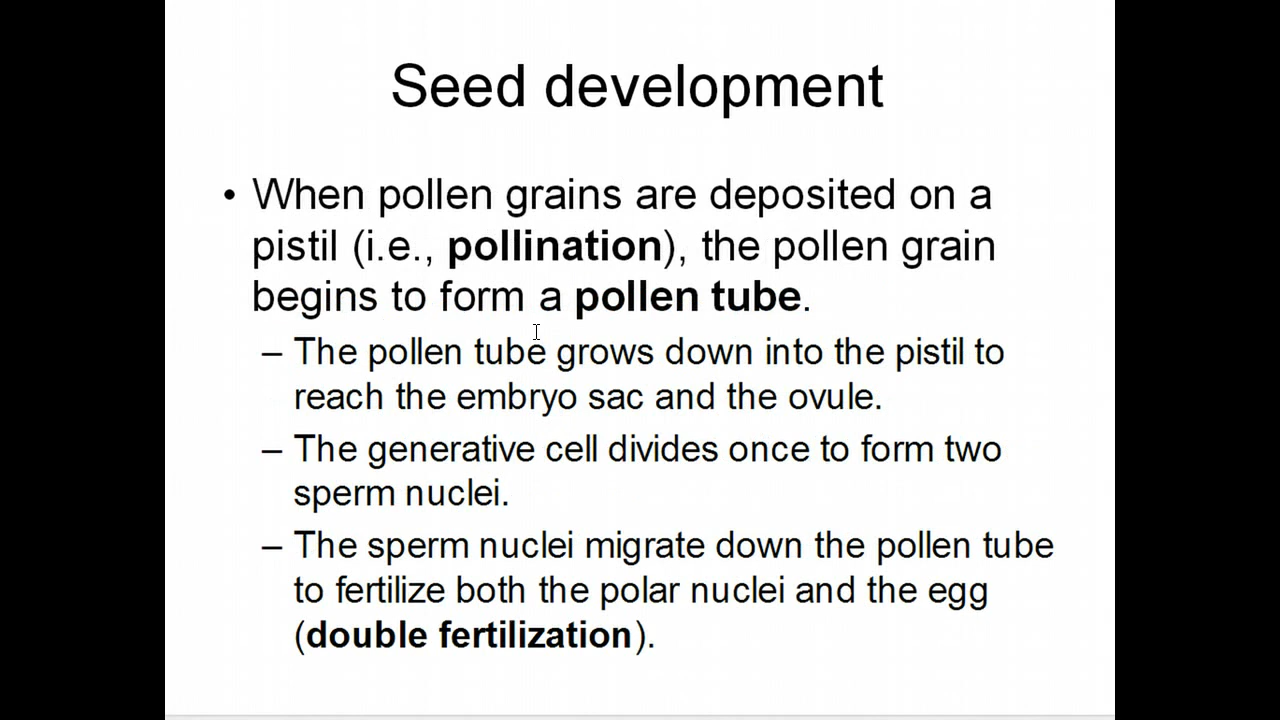 Seed development
• When pollen grains are deposited on a
pistil (i.e., pollination), the pollen grain
begins to form a pollen tube.
– The pollen tube grows down into the pistil to
reach the embryo sac and the ovule.
– The generative cell divides once to form two
sperm nuclei.
– The sperm nuclei migrate down the pollen tube
to fertilize both the polar nuclei and the egg
(double fertilization).